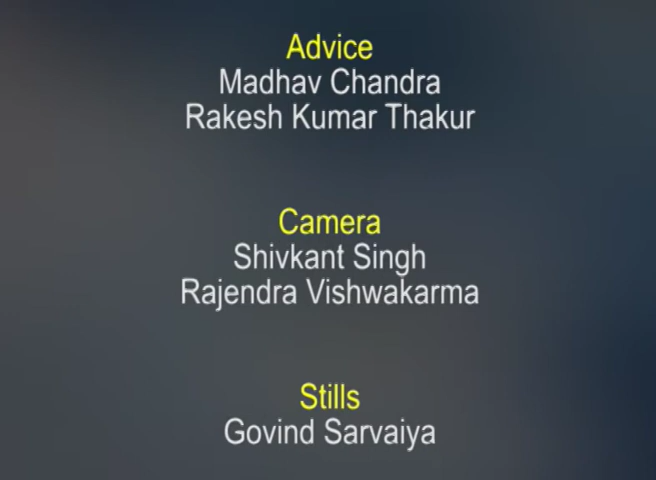 Advice
Madhav Chandra
Rakesh Kumar Thakur
Camera
Shivkant Singh
Rajendra Vishwakarma
Stills
Govind Sarvaiya